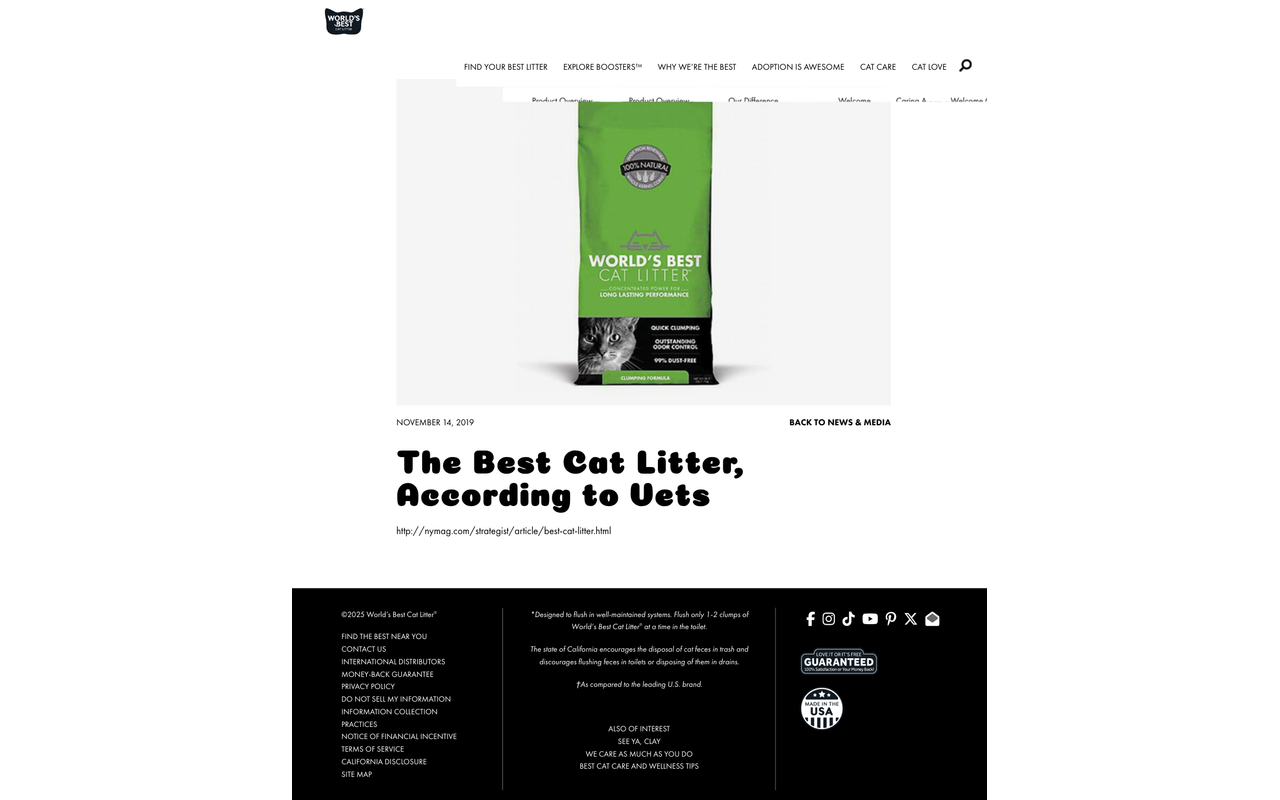 WORLD'S
BEST
CAT LITTER
FIND YOUR BEST LITTER EXPLORE BOOSTERS™ WHY WE'RE THE BEST ADOPTION IS AWESOME CAT CARE CAT LOVE
Product Overview Product Overview Our Difference Welcome Caring A Welcome
100% NATURAL
WORLD'S BEST
CAT LITTER™
CONCENTRATED POWER FOR
LONG LASTING PERFORMANCE
QUICK CLUMPING
OUTSTANDING
ODOR CONTROL
99% DUST-FREE
CLUMPING FORMULA
NOVEMBER 14, 2019 BACK TO NEWS & MEDIA
The Best Cat Litter,
According to Vets
http://nymag.com/strategist/article/best-cat-litter.html
©2025 World's Best Cat Litter®
FIND THE BEST NEAR YOU
CONTACT US
INTERNATIONAL DISTRIBUTORS
MONEY-BACK GUARANTEE
PRIVACY POLICY
DO NOT SELL MY INFORMATION
INFORMATION COLLECTION
PRACTICES
NOTICE OF FINANCIAL INCENTIVE
TERMS OF SERVICE
CALIFORNIA DISCLOSURE
SITE MAP
*Designed to flush in well-maintained systems. Flush only 1-2 clumps of
World's Best Cat Litter® at a time in the toilet.
The state of California encourages the disposal of cat feces in trash and
discourages flushing feces in toilets or disposing of them in drains.
†As compared to the leading U.S. brand.
ALSO OF INTEREST
SEE YA, CLAY
WE CARE AS MUCH AS YOU DO
BEST CAT CARE AND WELLNESS TIPS
LOVE IT OR IT'S FREE
GUARANTEED
100% Satisfaction or Your Money Back!
MADE IN THE
USA